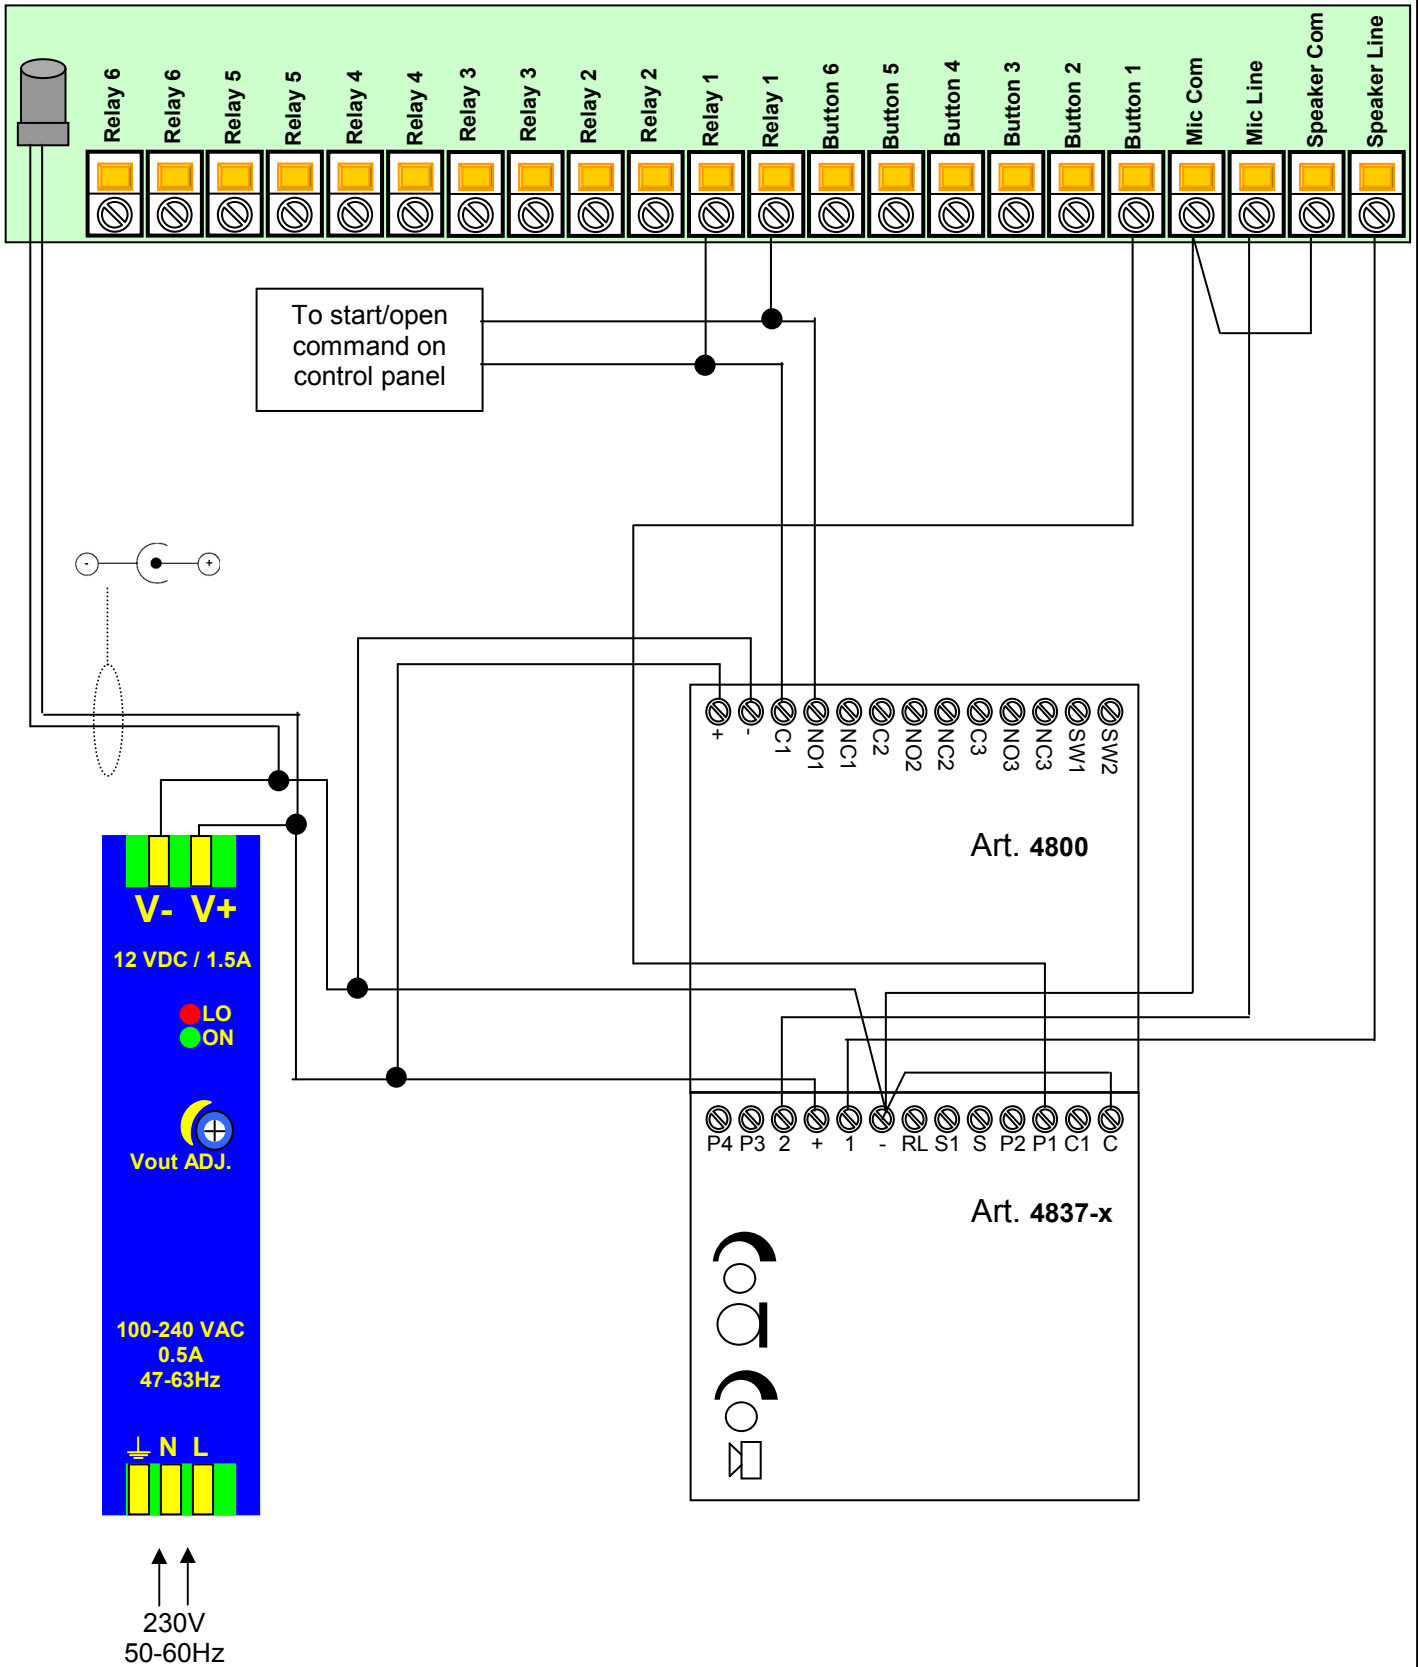 Relay 6
Relay 6
Relay 5
Relay 5
Relay 4
Relay 4
Relay 3
Relay 3
Relay 2
Relay 2
Relay 1
Relay 1
Button 6
Button 5
Button 4
Button 3
Button 2
Button 1
Mic Com
Mic Line
Speaker Com
Speaker Line
To start/open
command on
control panel
- +
+
-
C1
NO1
NC1
C2
NO2
NC2
C3
NO3
NC3
SW1
SW2
Art. 4800
V- V+
12 VDC / 1.5A
LO
ON
Vout ADJ.
100-240 VAC
0.5A
47-63Hz
N L
230V
50-60Hz
P4 P3 2 + 1 - RL S1 S P2 P1 C1 C
Art. 4837-x